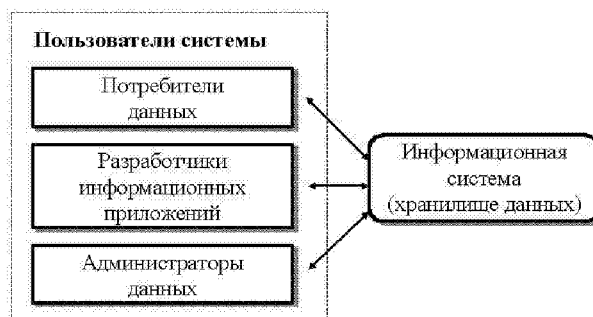 Пользователи системы
Потребители
данных
Разработчики
информационных
приложений
Администраторы
данных
Информационная
система
(хранилище данных)